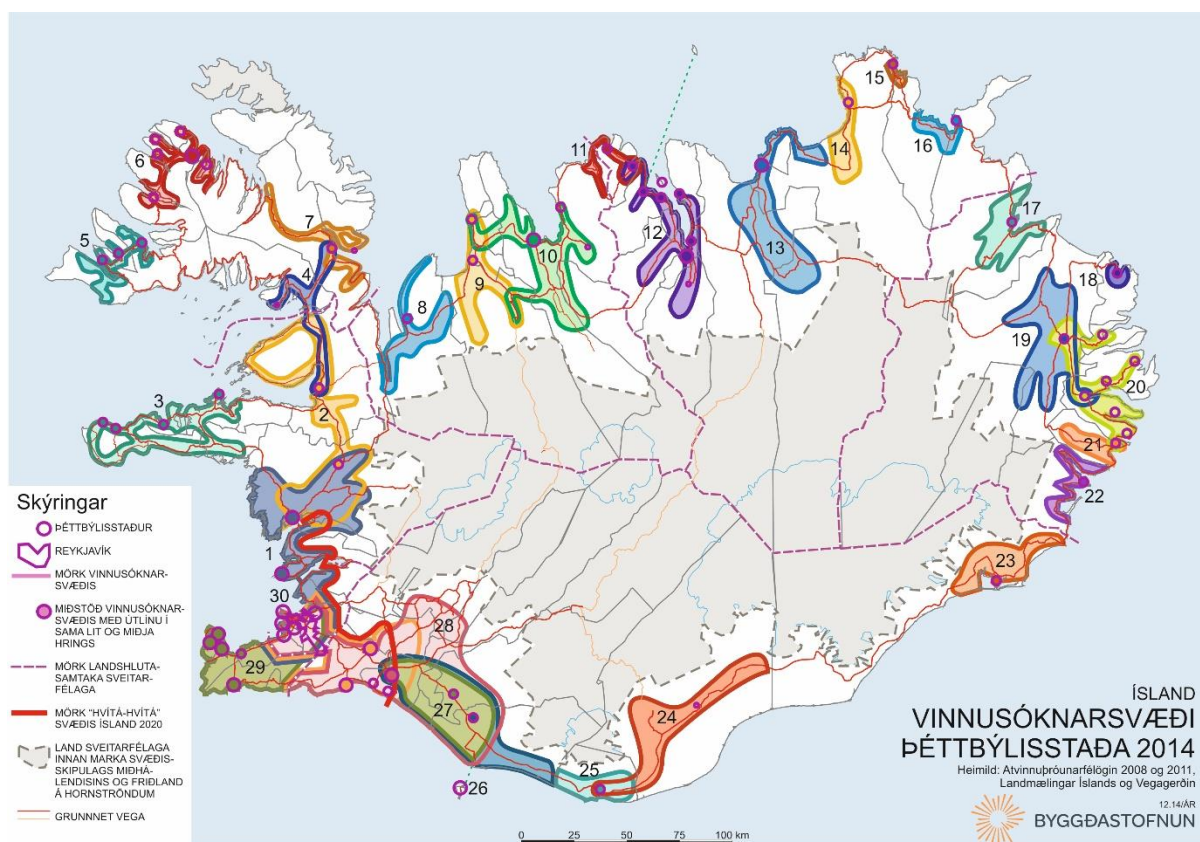 1
2
3
4
5
6
7
8
9
10
11
12
13
14
15
16
17
18
19
20
21
22
23
24
25
26
27
28
29
30
Skýringar
ÞÉTTBÝLISSTAÐUR
REYKJAVÍK
MÖRK VINNUSÓKNAR-
SVÆÐIS
MIÐSTÖÐ VINNUSÓKNAR-
SVÆÐIS MEÐ ÚTLÍNU Í
SAMA LIT OG MIÐJA
HRINGS
MÖRK LANDSHLUTA-
SAMTAKA SVEITAR-
FÉLAGA
MÖRK "HVÍTÁ-HVÍTÁ"
SVÆÐIS ÍSLAND 2020
LAND SVEITARFÉLAGA
INNAN MARKA SVÆÐIS-
SKIPULAGS MIÐHÁ-
LENDISINS OG FRIÐLAND
Á HORNSTRÖNDUM
GRUNNNET VEGA
0 25 50 75 100 km
ÍSLAND
VINNUSÓKNARSVÆÐI
ÞÉTTBÝLISSTAÐA 2014
Heimild: Atvinnuþróunarfélögin 2008 og 2011,
Landmælingar Íslands og Vegagerðin
12.14/ÁR
BYGGÐASTOFNUN